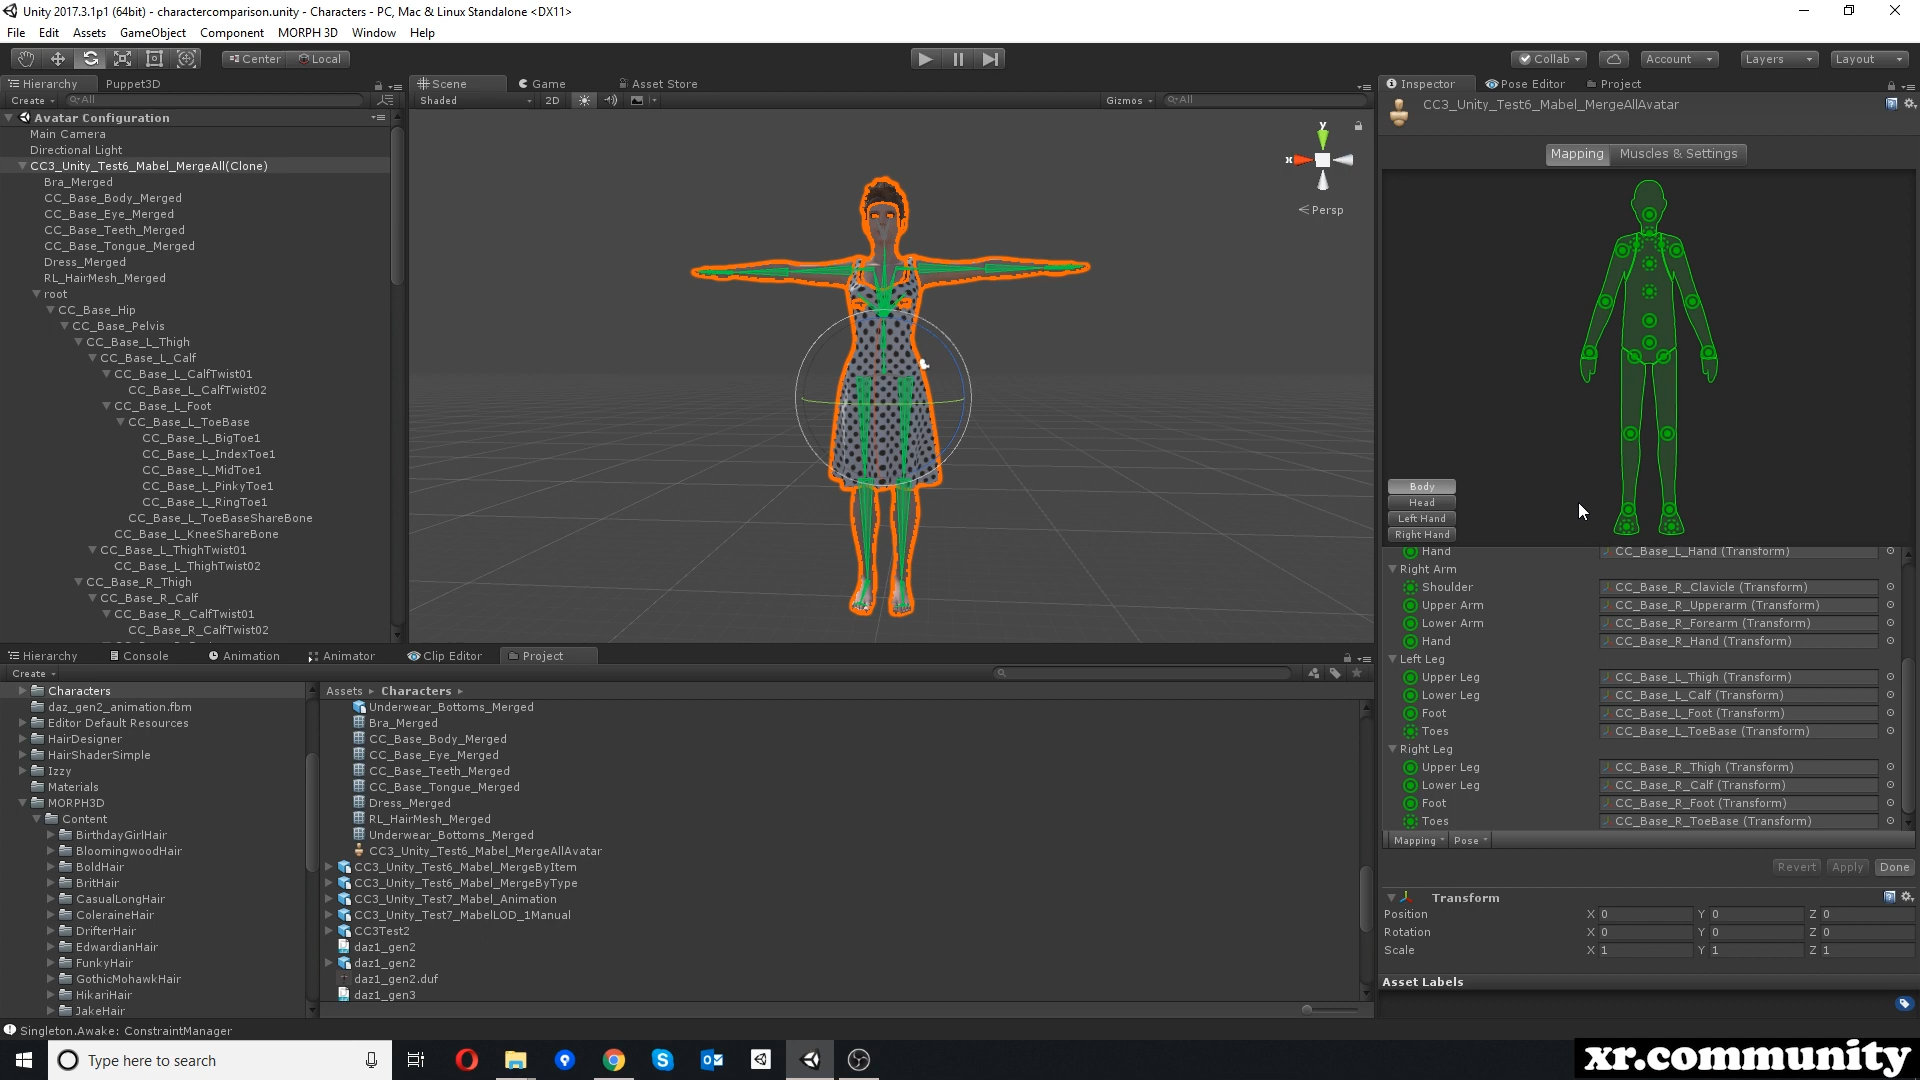 Unity 2017.3.1p1 (64bit) - charactercomparison.unity - Characters - PC, Mac & Linux Standalone <DX11>
File Edit Assets GameObject Component MORPH 3D Window Help
Center Local Collab Account Layers Layout
Hierarchy Puppet3D
Create All
Avatar Configuration
Main Camera
Directional Light
CC3_Unity_Test6_Mabel_MergeAll(Clone)
Bra_Merged
CC_Base_Body_Merged
CC_Base_Eye_Merged
CC_Base_Teeth_Merged
CC_Base_Tongue_Merged
Dress_Merged
RL_HairMesh_Merged
root
CC_Base_Hip
CC_Base_Pelvis
CC_Base_L_Thigh
CC_Base_L_Calf
CC_Base_L_CalfTwist01
CC_Base_L_CalfTwist02
CC_Base_L_Foot
CC_Base_L_ToeBase
CC_Base_L_BigToe1
CC_Base_L_IndexToe1
CC_Base_L_MidToe1
CC_Base_L_PinkyToe1
CC_Base_L_RingToe1
CC_Base_L_ToeBaseShareBone
CC_Base_L_KneeShareBone
CC_Base_L_ThighTwist01
CC_Base_L_ThighTwist02
CC_Base_R_Thigh
CC_Base_R_Calf
CC_Base_R_CalfTwist01
CC_Base_R_CalfTwist02
Scene Game Asset Store
Shaded 2D Gizmos All
y
x
Persp
Inspector Pose Editor Project
CC3_Unity_Test6_Mabel_MergeAllAvatar
Mapping Muscles & Settings
Body
Head
Left Hand
Right Hand
Hand CC_Base_L_Hand (Transform)
Right Arm
Shoulder CC_Base_R_Clavicle (Transform)
Upper Arm CC_Base_R_Upperarm (Transform)
Lower Arm CC_Base_R_Forearm (Transform)
Hand CC_Base_R_Hand (Transform)
Left Leg
Upper Leg CC_Base_L_Thigh (Transform)
Lower Leg CC_Base_L_Calf (Transform)
Foot CC_Base_L_Foot (Transform)
Toes CC_Base_L_ToeBase (Transform)
Right Leg
Upper Leg CC_Base_R_Thigh (Transform)
Lower Leg CC_Base_R_Calf (Transform)
Foot CC_Base_R_Foot (Transform)
Toes CC_Base_R_ToeBase (Transform)
Mapping Pose
Revert Apply Done
Transform
Position X 0 Y 0 Z 0
Rotation X 0 Y 0 Z 0
Scale X 1 Y 1 Z 1
Asset Labels
Hierarchy Console Animation Animator Clip Editor Project
Create
Characters
daz_gen2_animation.fbm
Editor Default Resources
HairDesigner
HairShaderSimple
Izzy
Materials
MORPH3D
Content
BirthdayGirlHair
BloomingwoodHair
BoldHair
BritHair
CasualLongHair
ColeraineHair
DrifterHair
EdwardianHair
FunkyHair
GothicMohawkHair
HikariHair
JakeHair
Assets Characters
Underwear_Bottoms_Merged
Bra_Merged
CC_Base_Body_Merged
CC_Base_Eye_Merged
CC_Base_Teeth_Merged
CC_Base_Tongue_Merged
Dress_Merged
RL_HairMesh_Merged
Underwear_Bottoms_Merged
CC3_Unity_Test6_Mabel_MergeAllAvatar
CC3_Unity_Test6_Mabel_MergeByItem
CC3_Unity_Test6_Mabel_MergeByType
CC3_Unity_Test7_Mabel_Animation
CC3_Unity_Test7_MabelLOD_1Manual
CC3Test2
daz1_gen2
daz1_gen2
daz1_gen2.duf
daz1_gen3
Singleton.Awake: ConstraintManager
Type here to search
xr.community